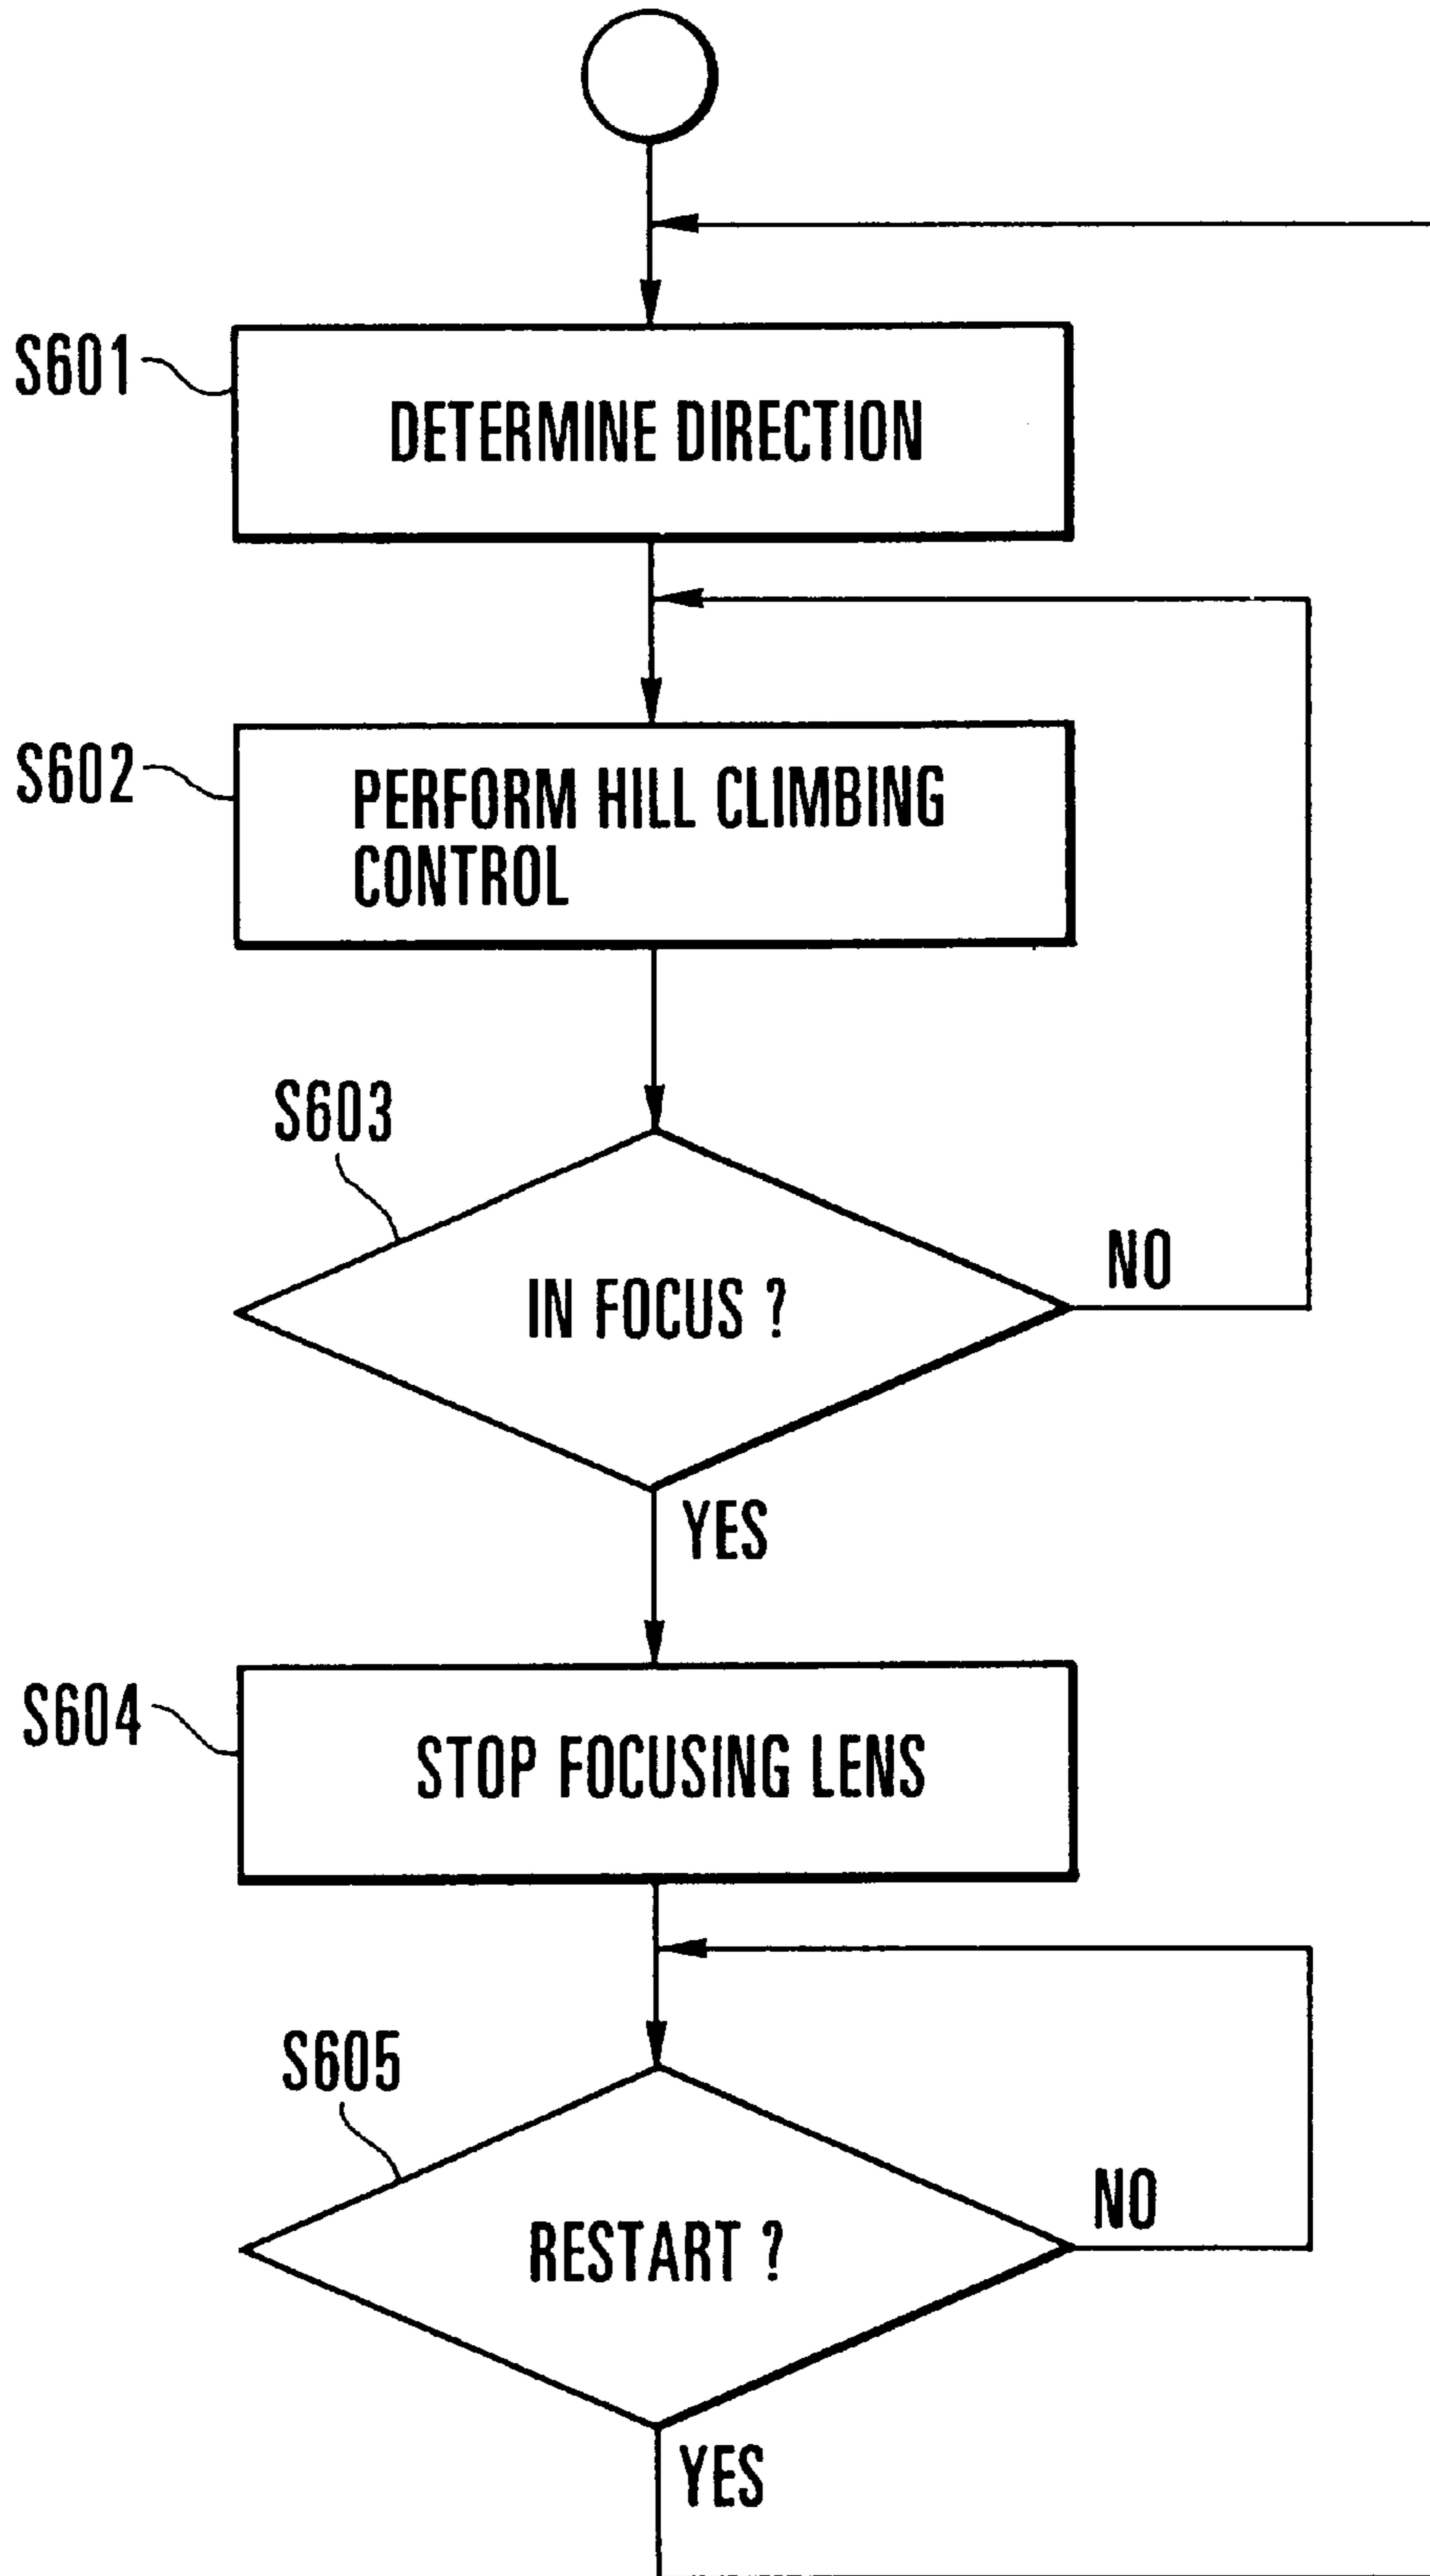 S601
DETERMINE DIRECTION
S602
PERFORM HILL CLIMBING
CONTROL
S603
IN FOCUS ?
NO
YES
S604
STOP FOCUSING LENS
S605
RESTART ?
NO
YES